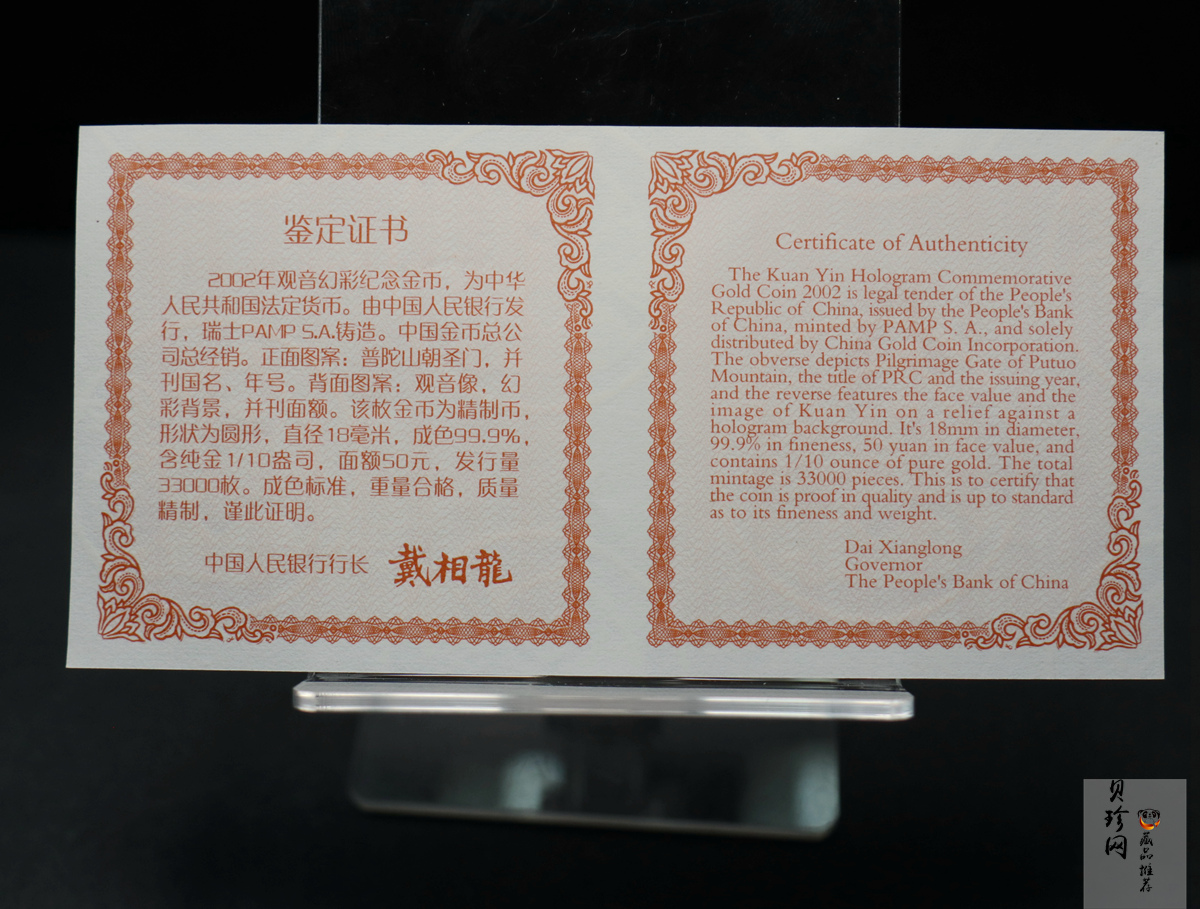 鉴定证书
2002年观音幻彩纪念金币，为中华
人民共和国法定货币。由中国人民银行发
行，瑞士PAMP S.A.铸造。中国金币总公
司总经销。正面图案：普陀山朝圣门，并
刊国名、年号。背面图案：观音像，幻
彩背景，并刊面额。该枚金币为精制币，
形状为圆形，直径18毫米，成色99.9%，
含纯金1/10盎司，面额50元，发行量
33000枚。成色标准，重量合格，质量
精制，谨此证明。
中国人民银行行长 戴相龍
Certificate of Authenticity
The Kuan Yin Hologram Commemorative
Gold Coin 2002 is legal tender of the People's
Republic of China, issued by the People's Bank
of China, minted by PAMP S. A., and solely
distributed by China Gold Coin Incorporation.
The obverse depicts Pilgrimage Gate of Putuo
Mountain, the title of PRC and the issuing year,
and the reverse features the face value and the
image of Kuan Yin on a relief against a
hologram background. It's 18mm in diameter,
99.9% in fineness, 50 yuan in face value, and
contains 1/10 ounce of pure gold. The total
mintage is 33000 pieces. This is to certify that
the coin is proof in quality and is up to standard
as to its fineness and weight.
Dai Xianglong
Governor
The People's Bank of China
贝珍网
藏品推荐